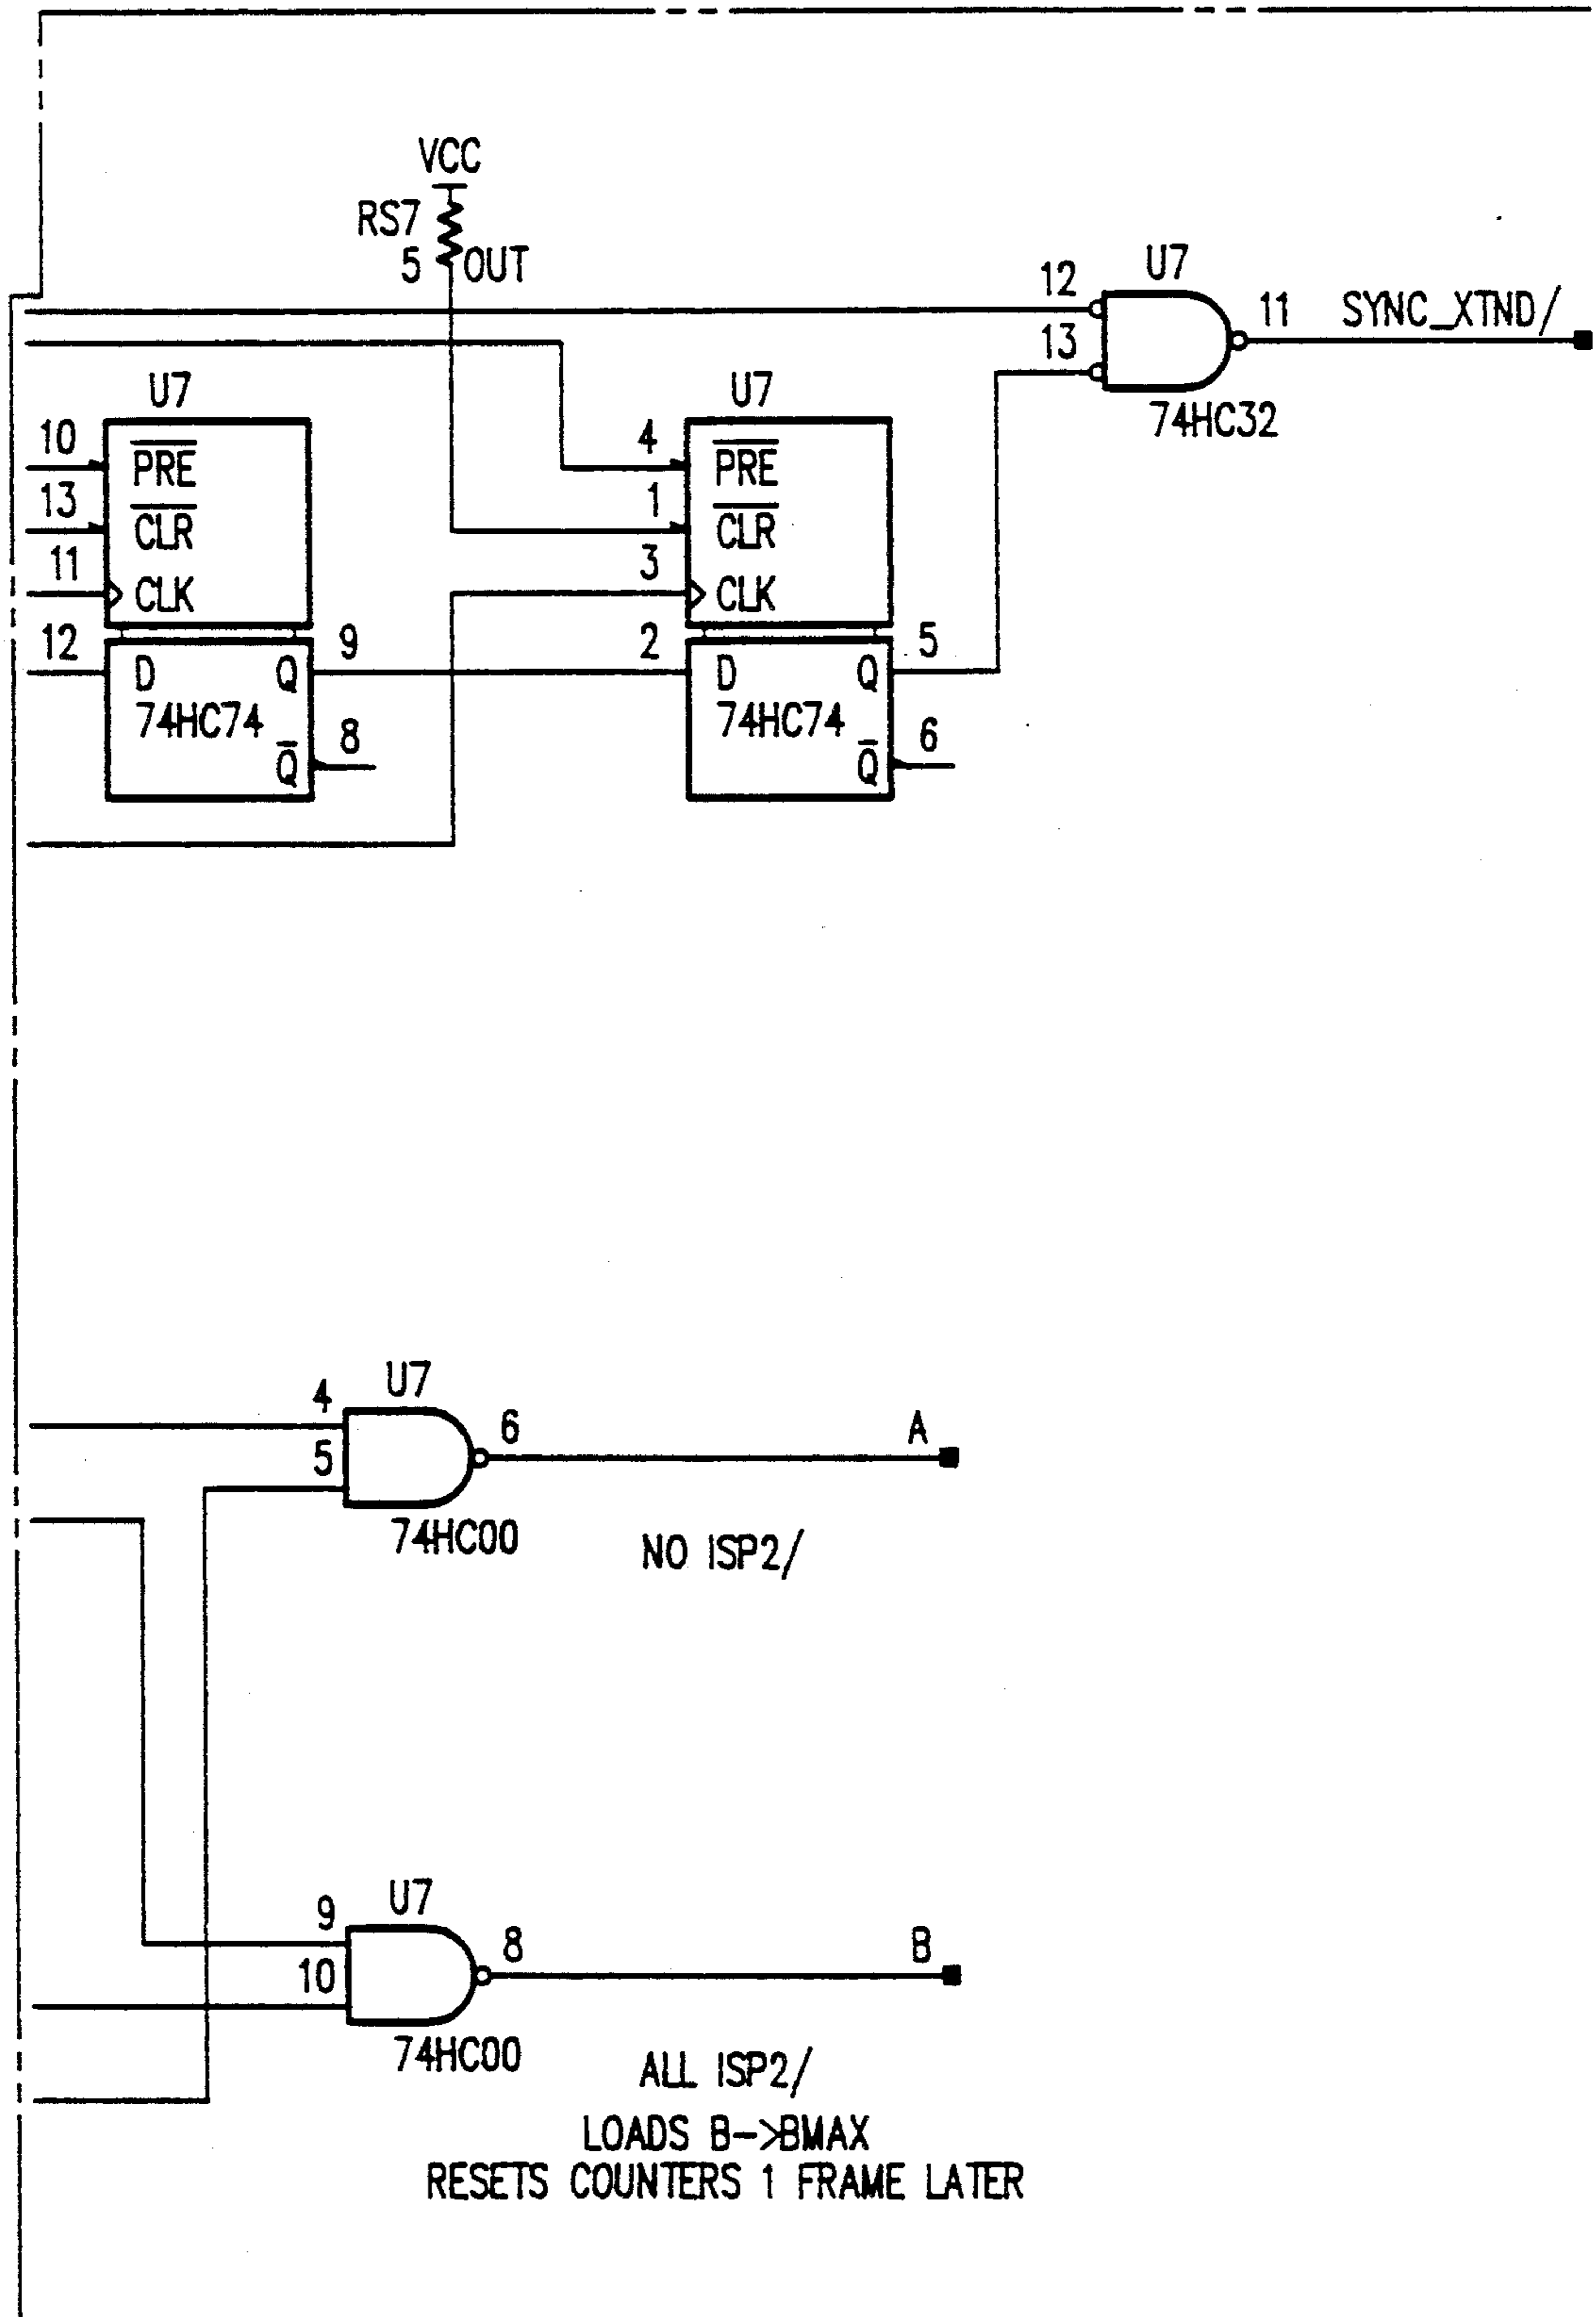 VCC
RS7
5 OUT
12 U7
13 11 SYNC_XTND/
74HC32
U7
10 PRE
13 CLR
11 CLK
12 D Q 9
74HC74
Q 8
U7
4 PRE
1 CLR
3 CLK
2 D Q 5
74HC74
Q 6
U7
4
5 6 A
74HC00
NO ISP2/
U7
9
10 8 B
74HC00
ALL ISP2/
LOADS B->BMAX
RESETS COUNTERS 1 FRAME LATER